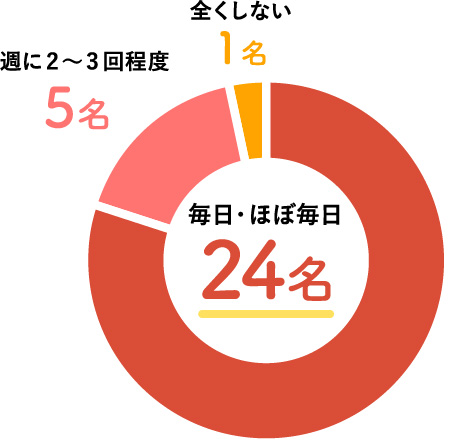 全くしない
1名
週に2〜3回程度
5名
毎日・ほぼ毎日
24名